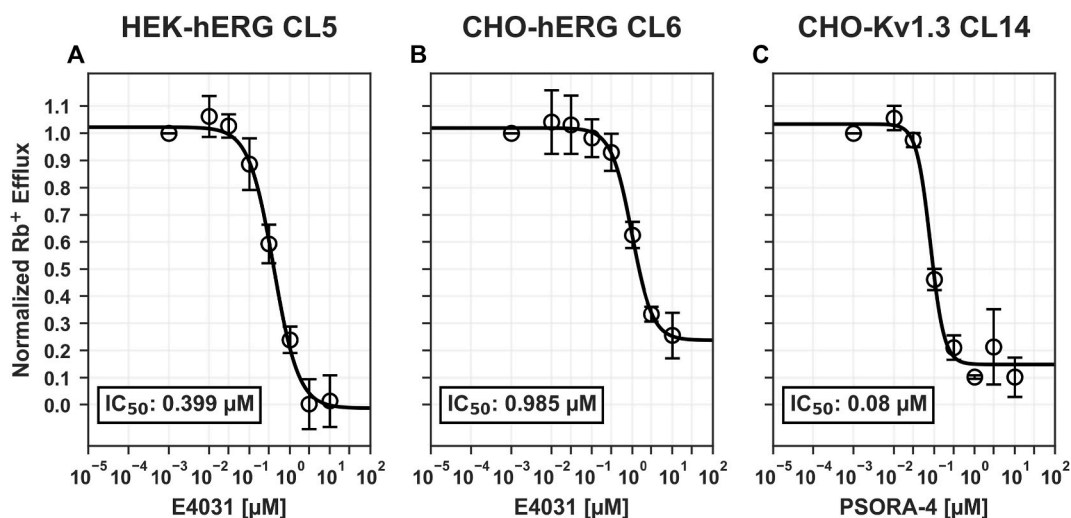 HEK-hERG CL5
CHO-hERG CL6
CHO-Kv1.3 CL14
A
B
C
Normalized Rb⁺ Efflux
1.1
1.0
0.9
0.8
0.7
0.6
0.5
0.4
0.3
0.2
0.1
0.0
IC₅₀: 0.399 µM
IC₅₀: 0.985 µM
IC₅₀: 0.08 µM
10⁻⁵ 10⁻⁴ 10⁻³ 10⁻² 10⁻¹ 10⁰ 10¹ 10²
10⁻⁵ 10⁻⁴ 10⁻³ 10⁻² 10⁻¹ 10⁰ 10¹ 10²
10⁻⁵ 10⁻⁴ 10⁻³ 10⁻² 10⁻¹ 10⁰ 10¹ 10²
E4031 [µM]
E4031 [µM]
PSORA-4 [µM]